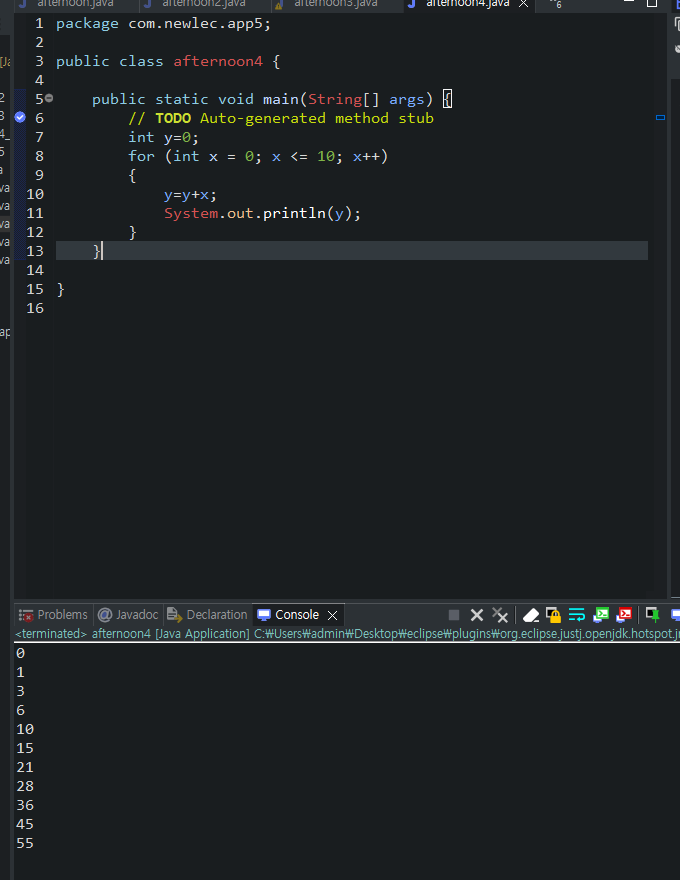 afternoon.java afternoon2.java afternoon3.java afternoon4.java 6
1 package com.newlec.app5;
2
3 public class afternoon4 {
4
5 public static void main(String[] args) {
6 // TODO Auto-generated method stub
7 int y=0;
8 for (int x = 0; x <= 10; x++)
9 {
10 y=y+x;
11 System.out.println(y);
12 }
13 }
14
15 }
16
Problems @ Javadoc Declaration Console
<terminated> afternoon4 [Java Application] C:₩Users₩admin₩Desktop₩eclipse₩plugins₩org.eclipse.justj.openjdk.hotspot.jr
0
1
3
6
10
15
21
28
36
45
55